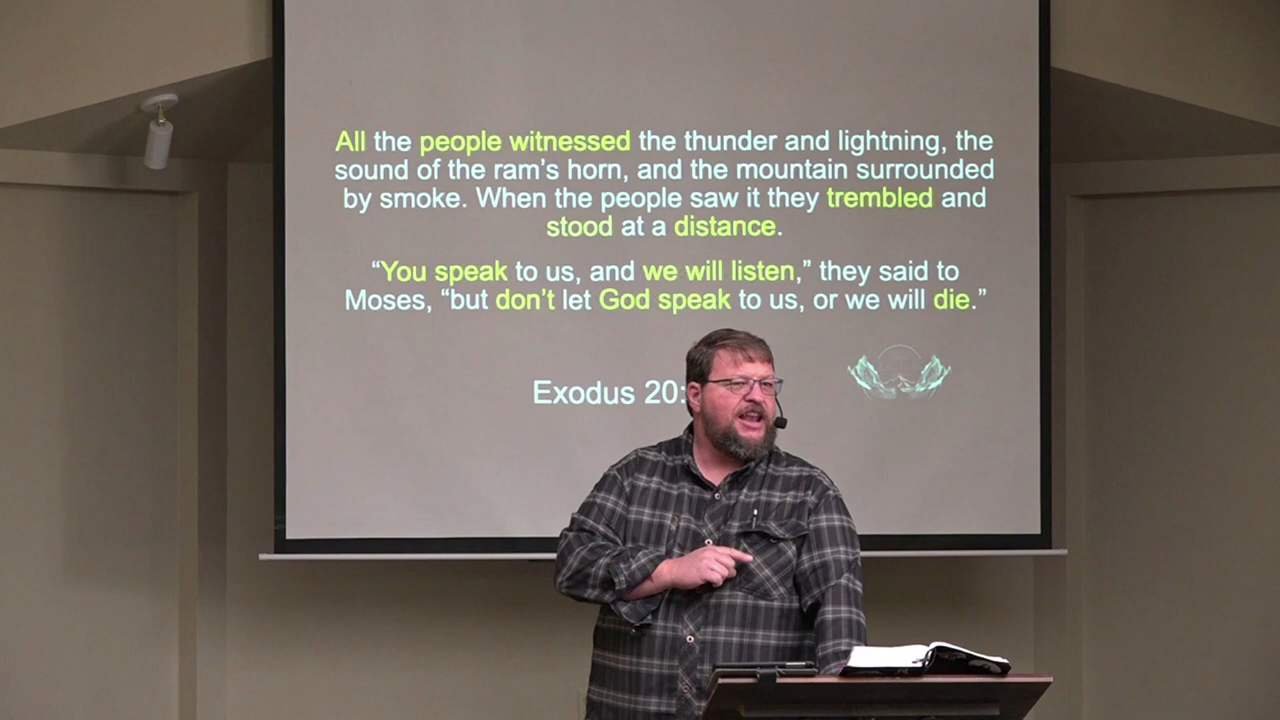 All the people witnessed the thunder and lightning, the
sound of the ram’s horn, and the mountain surrounded
by smoke. When the people saw it they trembled and
stood at a distance.
“You speak to us, and we will listen,” they said to
Moses, “but don’t let God speak to us, or we will die.”
Exodus 20: